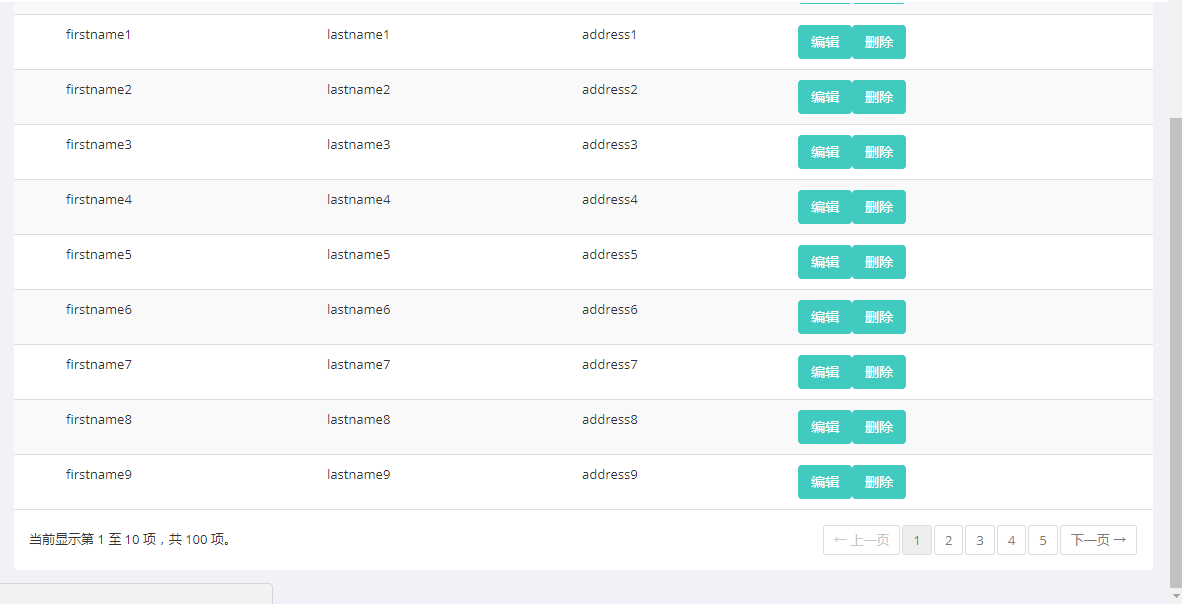 firstname1 lastname1 address1 编辑 删除
firstname2 lastname2 address2 编辑 删除
firstname3 lastname3 address3 编辑 删除
firstname4 lastname4 address4 编辑 删除
firstname5 lastname5 address5 编辑 删除
firstname6 lastname6 address6 编辑 删除
firstname7 lastname7 address7 编辑 删除
firstname8 lastname8 address8 编辑 删除
firstname9 lastname9 address9 编辑 删除
当前显示第 1 至 10 项，共 100 项。 ← 上一页 1 2 3 4 5 下一页 →